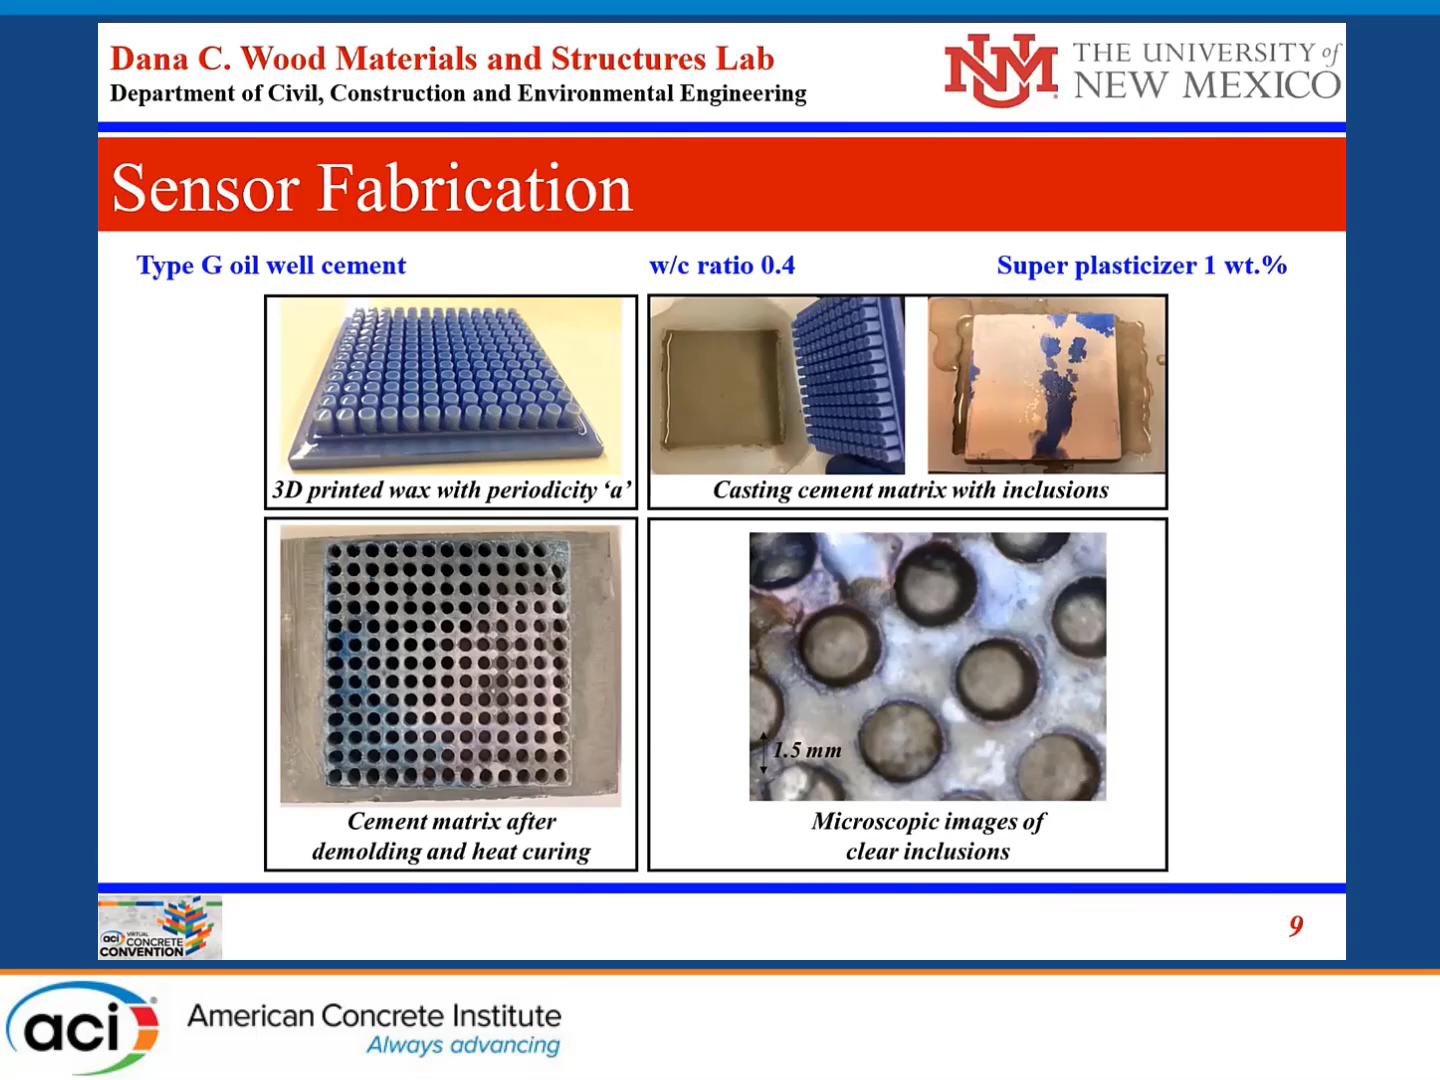 Dana C. Wood Materials and Structures Lab
Department of Civil, Construction and Environmental Engineering
UNM
THE UNIVERSITY of
NEW MEXICO
Sensor Fabrication
Type G oil well cement
w/c ratio 0.4
Super plasticizer 1 wt.%
3D printed wax with periodicity ‘a’
Casting cement matrix with inclusions
1.5 mm
Cement matrix after
demolding and heat curing
Microscopic images of
clear inclusions
aci VIRTUAL
CONCRETE
CONVENTION
9
aci
American Concrete Institute
Always advancing